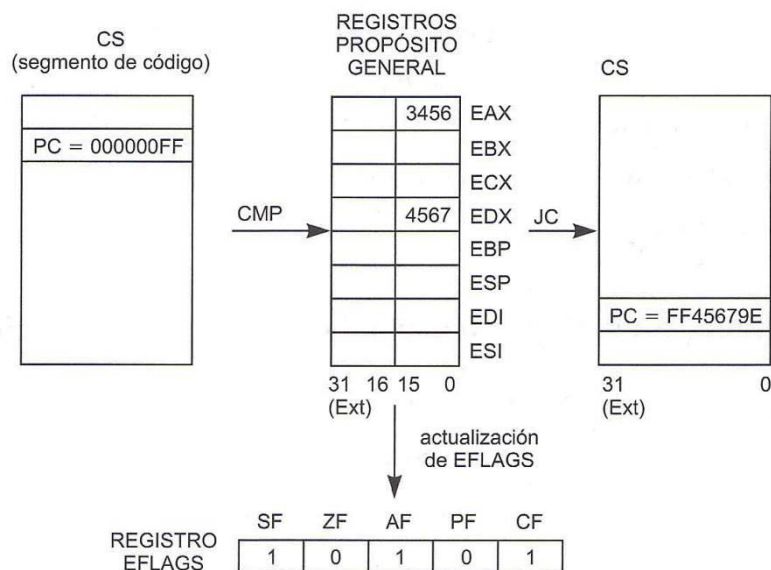 CS
(segmento de código)
PC = 000000FF
CMP
REGISTROS
PROPÓSITO
GENERAL
3456 EAX
EBX
ECX
4567 EDX
EBP
ESP
EDI
ESI
31 16 15 0
(Ext)
JC
CS
PC = FF45679E
31 0
(Ext)
actualización
de EFLAGS
SF ZF AF PF CF
REGISTRO
EFLAGS
1 0 1 0 1